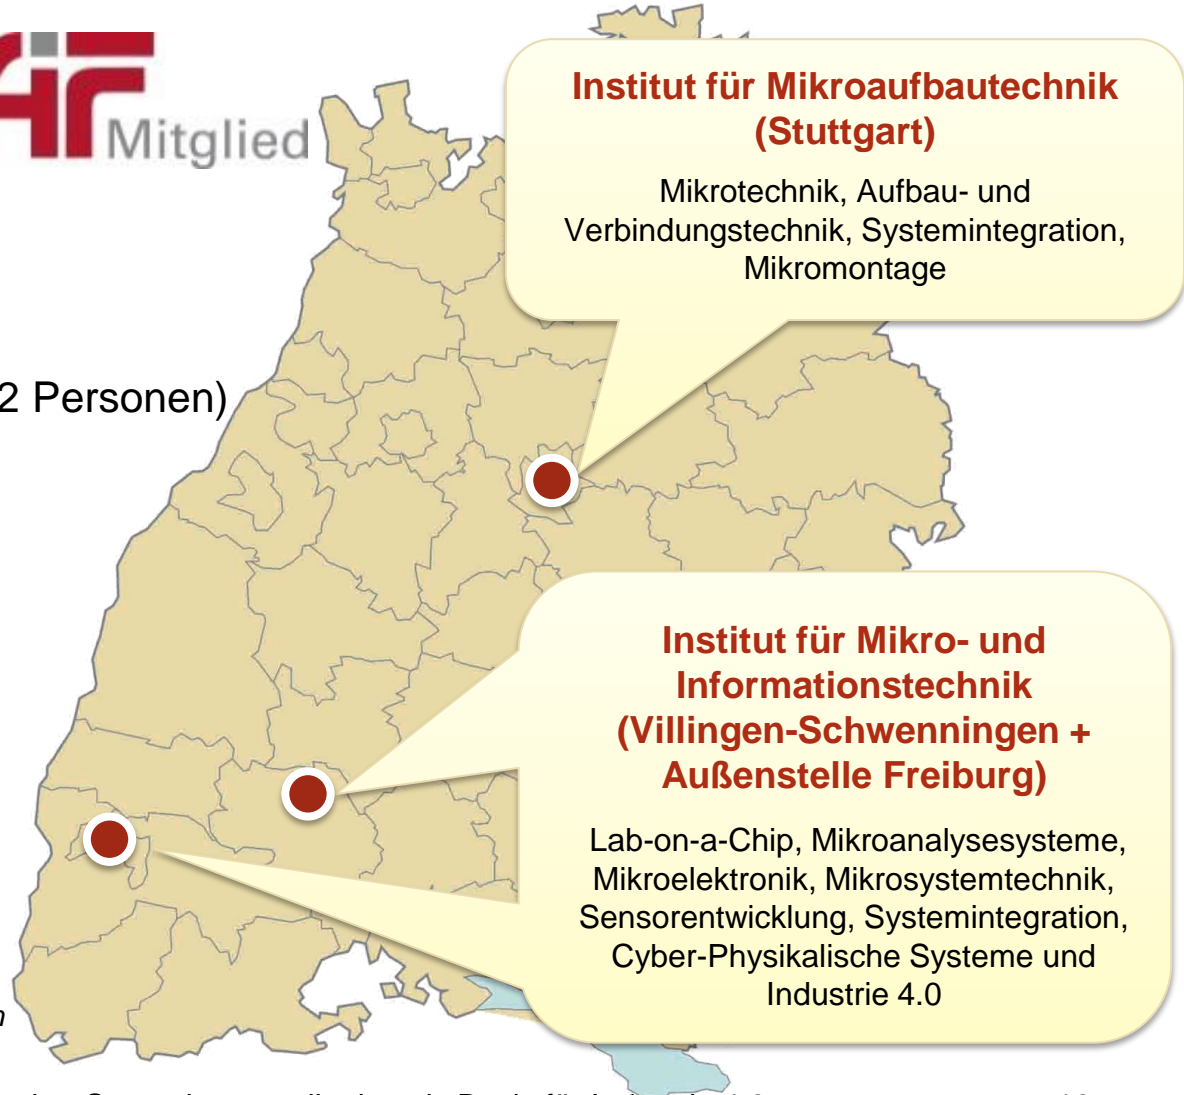 Mitglied
Institut für Mikroaufbautechnik
(Stuttgart)
Mikrotechnik, Aufbau- und
Verbindungstechnik, Systemintegration,
Mikromontage
2 Personen)
Institut für Mikro- und
Informationstechnik
(Villingen-Schwenningen +
Außenstelle Freiburg)
Lab-on-a-Chip, Mikroanalysesysteme,
Mikroelektronik, Mikrosystemtechnik,
Sensorentwicklung, Systemintegration,
Cyber-Physikalische Systeme und
Industrie 4.0